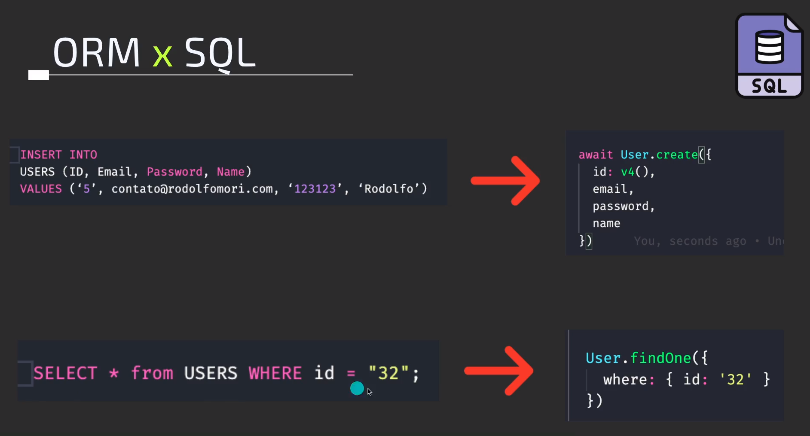 ORM x SQL
SQL
INSERT INTO
USERS (ID, Email, Password, Name)
VALUES (‘5’, contato@rodolfomori.com, ‘123123’, ‘Rodolfo’)
await User.create({
id: v4(),
email,
password,
name
})
You, seconds ago •
SELECT * from USERS WHERE id = "32";
User.findOne({
where: { id: '32' }
})